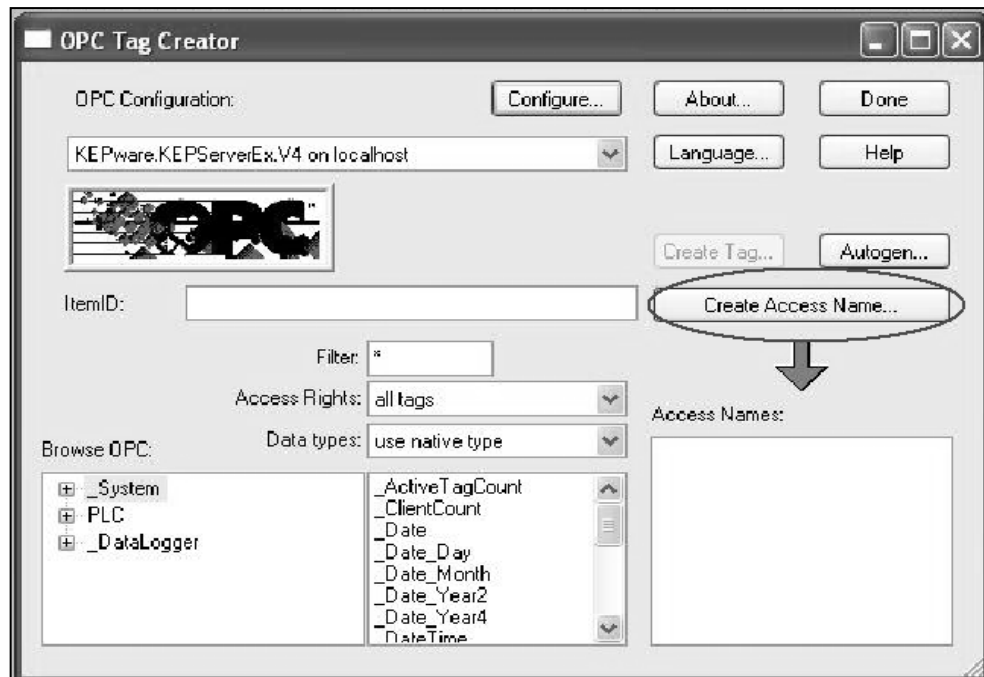 OPC Tag Creator
OPC Configuration:
Configure...
About...
Done
KEPware.KEPServerEx.V4 on localhost
Language...
Help
OPC
Create Tag...
Autogen...
ItemID:
Create Access Name...
Filter: *
Access Rights: all tags
Access Names:
Data types: use native type
Browse OPC:
_System
PLC
_DataLogger
_ActiveTagCount
_ClientCount
_Date
_Date_Day
_Date_Month
_Date_Year2
_Date_Year4
_DateTime